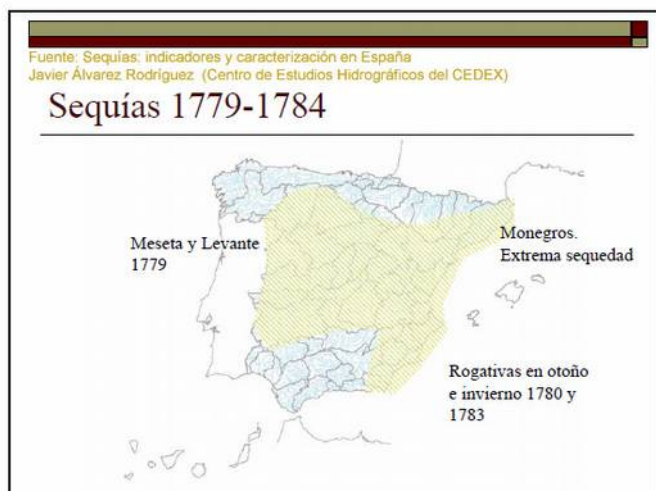 Fuente: Sequías: indicadores y caracterización en España
Javier Álvarez Rodríguez (Centro de Estudios Hidrográficos del CEDEX)
Sequías 1779-1784
Meseta y Levante
1779
Monegros.
Extrema sequedad
Rogativas en otoño
e invierno 1780 y
1783